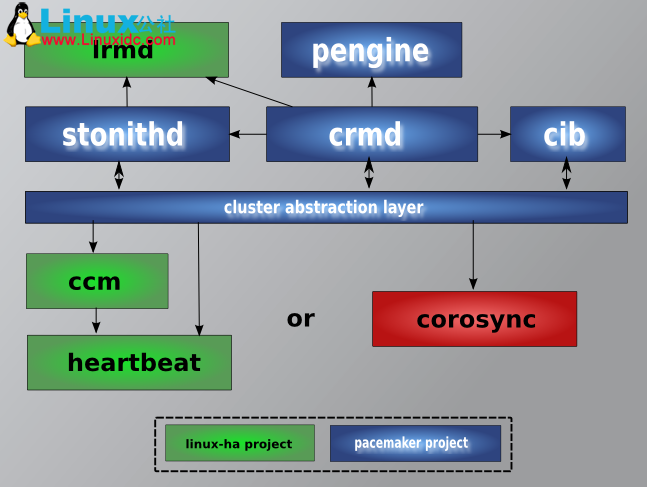 Linux公社
www.Linuxidc.com
lrmd
pengine
stonithd
crmd
cib
cluster abstraction layer
ccm
or
corosync
heartbeat
linux-ha project
pacemaker project